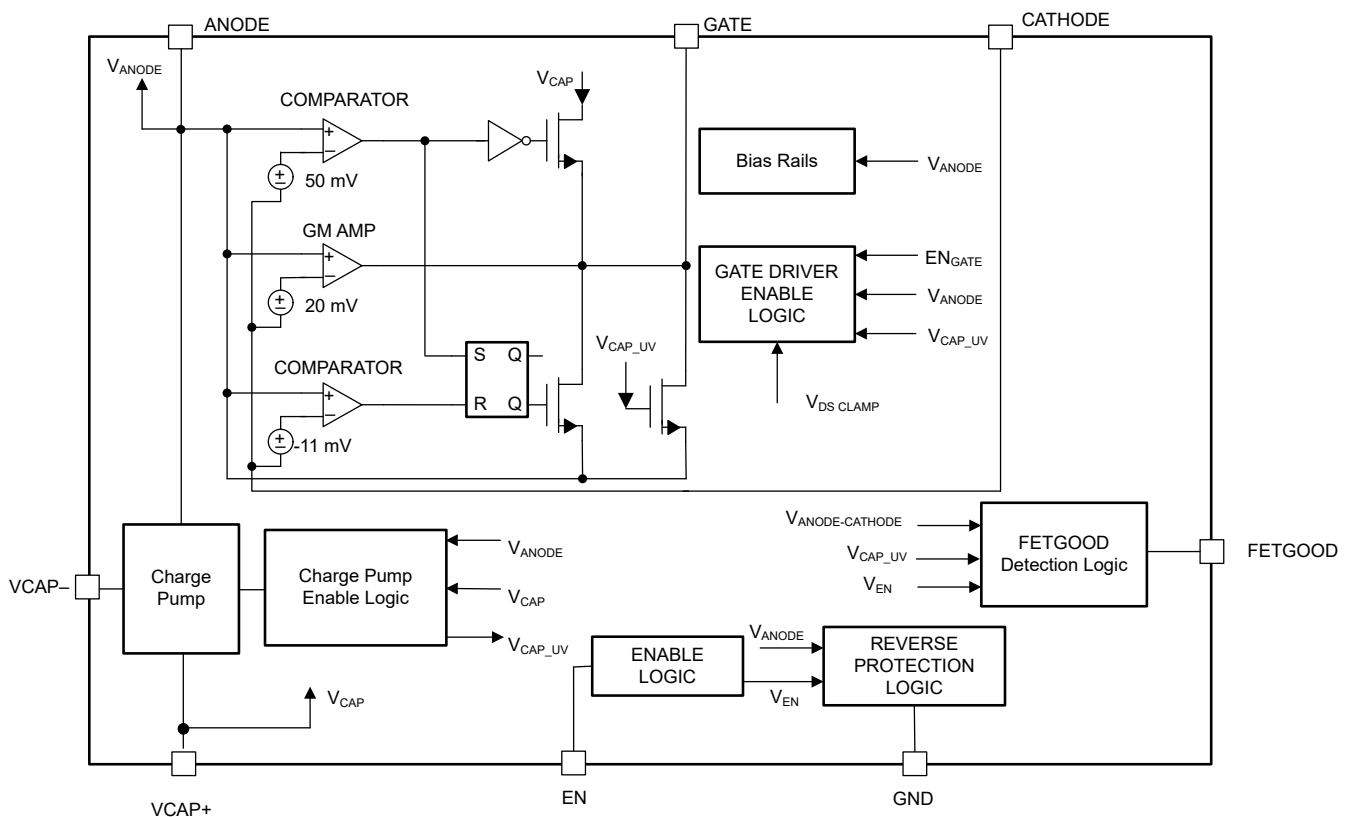 ANODE
GATE
CATHODE
VANODE
COMPARATOR
+
−
±
50 mV
VCAP
Bias Rails
VANODE
GM AMP
+
−
±
20 mV
GATE DRIVER
ENABLE
LOGIC
ENGATE
VANODE
VCAP_UV
VDS CLAMP
COMPARATOR
+
−
±
-11 mV
S Q
R Q
VCAP_UV
VCAP–
Charge
Pump
Charge Pump
Enable Logic
VANODE
VCAP
VCAP_UV
VCAP
VANODE-CATHODE
VCAP_UV
VEN
FETGOOD
Detection Logic
FETGOOD
ENABLE
LOGIC
VANODE
VEN
REVERSE
PROTECTION
LOGIC
VCAP+
EN
GND